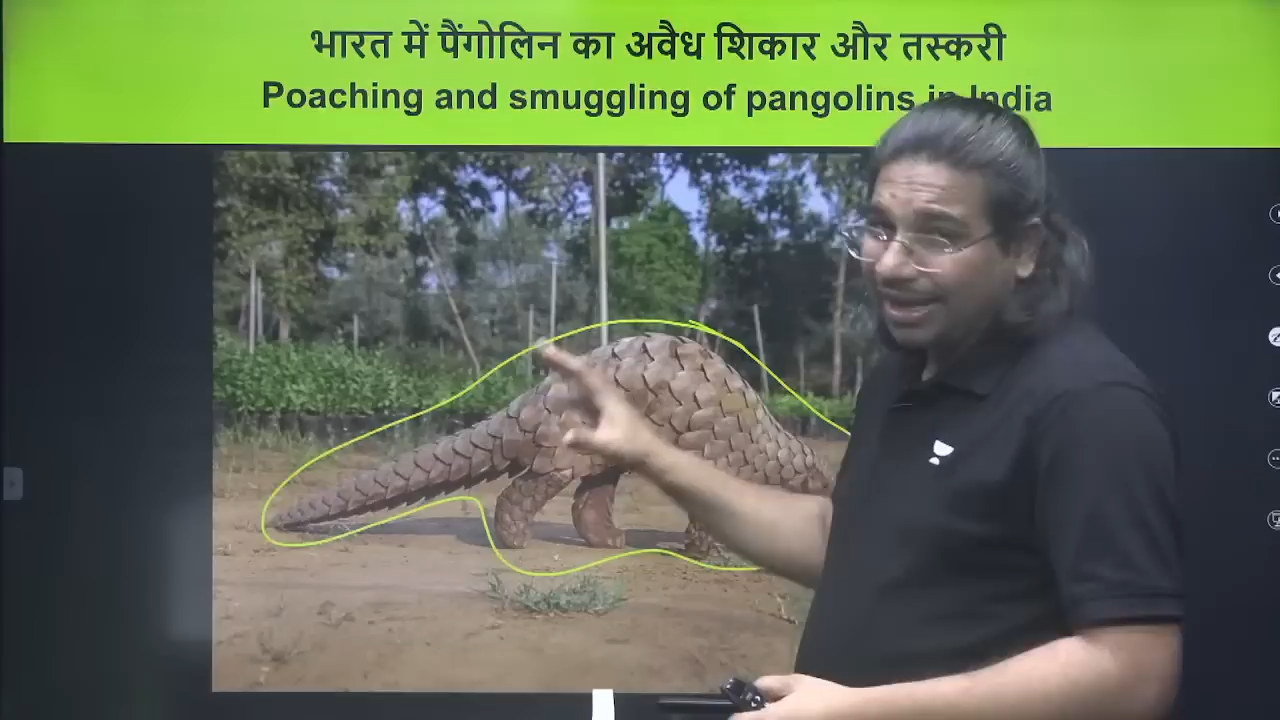 भारत में पैंगोलिन का अवैध शिकार और तस्करी
Poaching and smuggling of pangolins in India